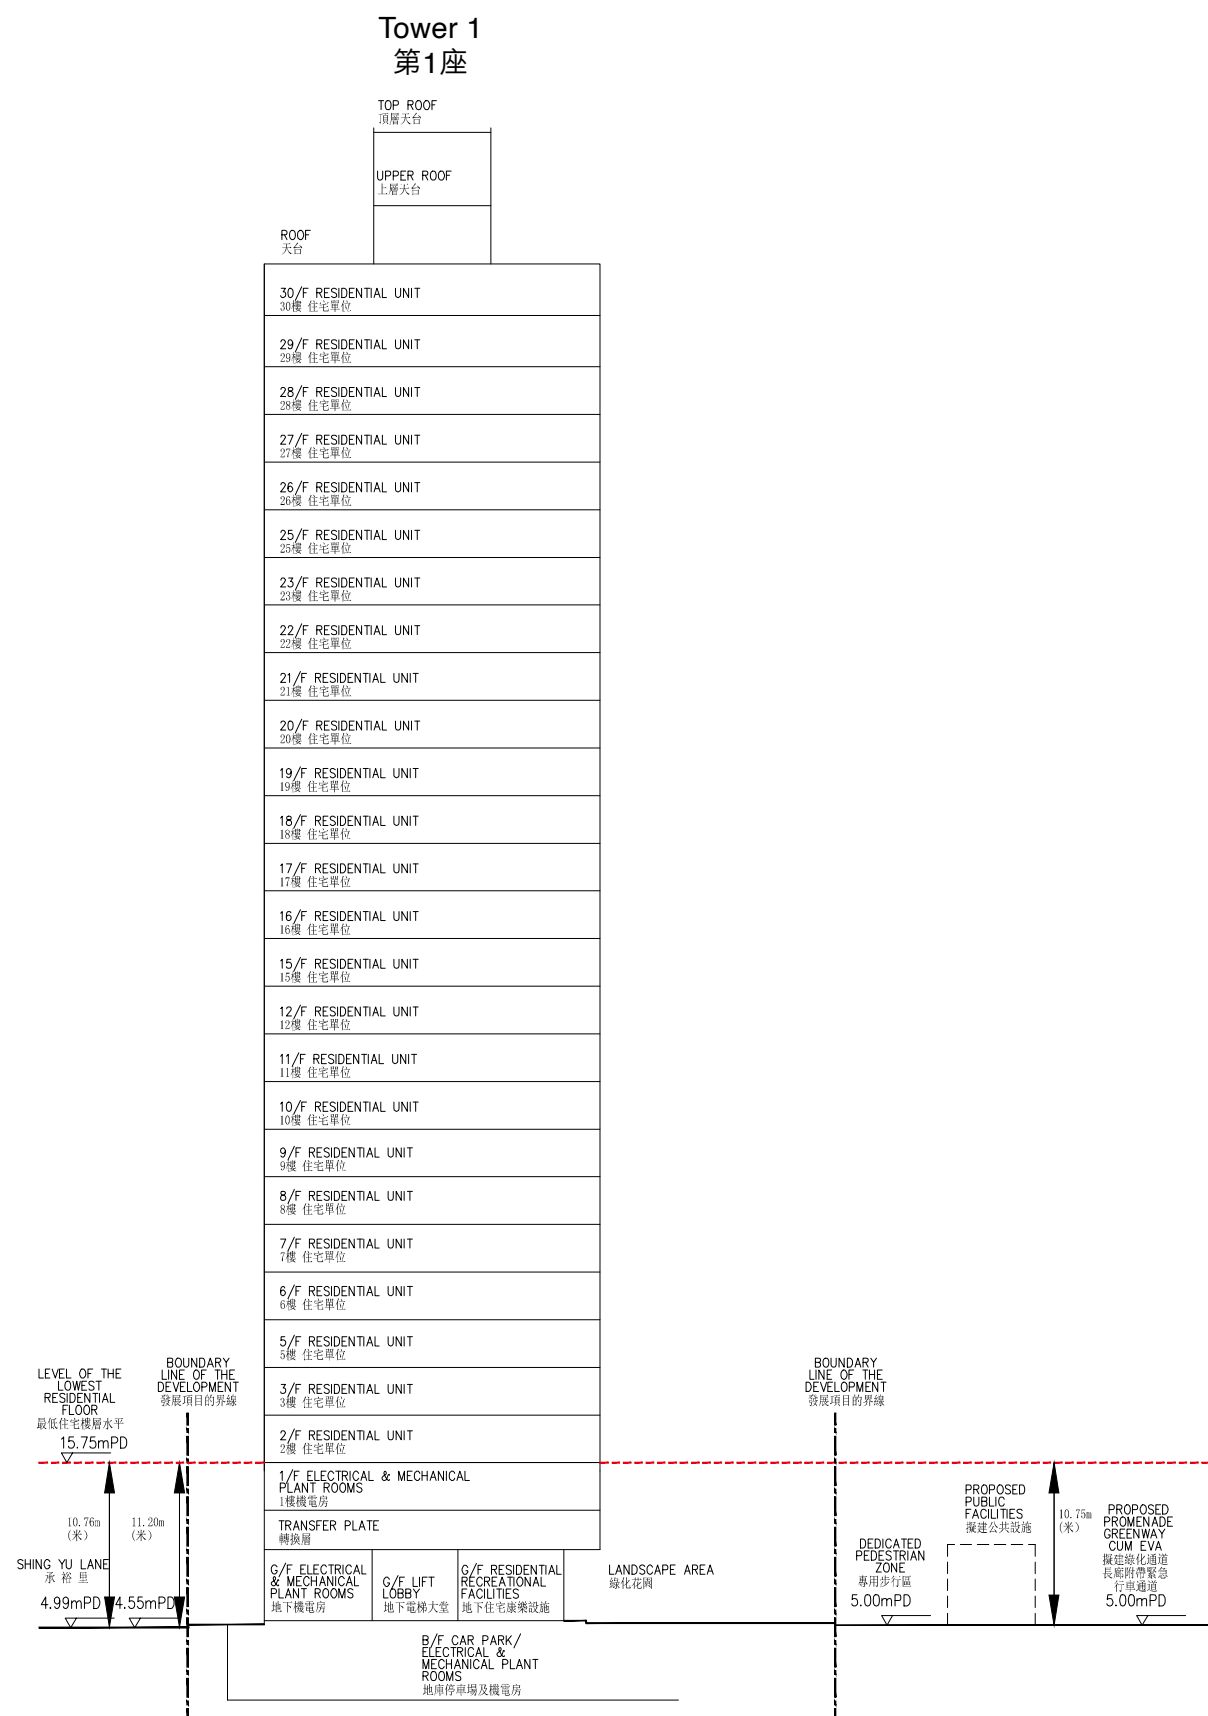 Tower 1
第1座
TOP ROOF
頂層天台
UPPER ROOF
上層天台
ROOF
天台
30/F RESIDENTIAL UNIT
30樓 住宅單位
29/F RESIDENTIAL UNIT
29樓 住宅單位
28/F RESIDENTIAL UNIT
28樓 住宅單位
27/F RESIDENTIAL UNIT
27樓 住宅單位
26/F RESIDENTIAL UNIT
26樓 住宅單位
25/F RESIDENTIAL UNIT
25樓 住宅單位
23/F RESIDENTIAL UNIT
23樓 住宅單位
22/F RESIDENTIAL UNIT
22樓 住宅單位
21/F RESIDENTIAL UNIT
21樓 住宅單位
20/F RESIDENTIAL UNIT
20樓 住宅單位
19/F RESIDENTIAL UNIT
19樓 住宅單位
18/F RESIDENTIAL UNIT
18樓 住宅單位
17/F RESIDENTIAL UNIT
17樓 住宅單位
16/F RESIDENTIAL UNIT
16樓 住宅單位
15/F RESIDENTIAL UNIT
15樓 住宅單位
12/F RESIDENTIAL UNIT
12樓 住宅單位
11/F RESIDENTIAL UNIT
11樓 住宅單位
10/F RESIDENTIAL UNIT
10樓 住宅單位
9/F RESIDENTIAL UNIT
9樓 住宅單位
8/F RESIDENTIAL UNIT
8樓 住宅單位
7/F RESIDENTIAL UNIT
7樓 住宅單位
6/F RESIDENTIAL UNIT
6樓 住宅單位
5/F RESIDENTIAL UNIT
5樓 住宅單位
3/F RESIDENTIAL UNIT
3樓 住宅單位
2/F RESIDENTIAL UNIT
2樓 住宅單位
1/F ELECTRICAL & MECHANICAL
PLANT ROOMS
1樓機電房
TRANSFER PLATE
轉換層
G/F ELECTRICAL
& MECHANICAL
PLANT ROOMS
地下機電房
G/F LIFT
LOBBY
地下電梯大堂
G/F RESIDENTIAL
RECREATIONAL
FACILITIES
地下住宅康樂設施
B/F CAR PARK/
ELECTRICAL &
MECHANICAL PLANT
ROOMS
地庫停車場及機電房
LEVEL OF THE
LOWEST
RESIDENTIAL
FLOOR
最低住宅樓層水平
15.75mPD
BOUNDARY
LINE OF THE
DEVELOPMENT
發展項目的界線
10.76m
(米)
11.20m
(米)
SHING YU LANE
承裕里
4.99mPD
4.55mPD
LANDSCAPE AREA
綠化花園
BOUNDARY
LINE OF THE
DEVELOPMENT
發展項目的界線
DEDICATED
PEDESTRIAN
ZONE
專用步行區
5.00mPD
PROPOSED
PUBLIC
FACILITIES
擬建公共設施
10.75m
(米)
PROPOSED
PROMENADE
GREENWAY
CUM EVA
擬建綠化通道
長廊附帶緊急
行車通道
5.00mPD